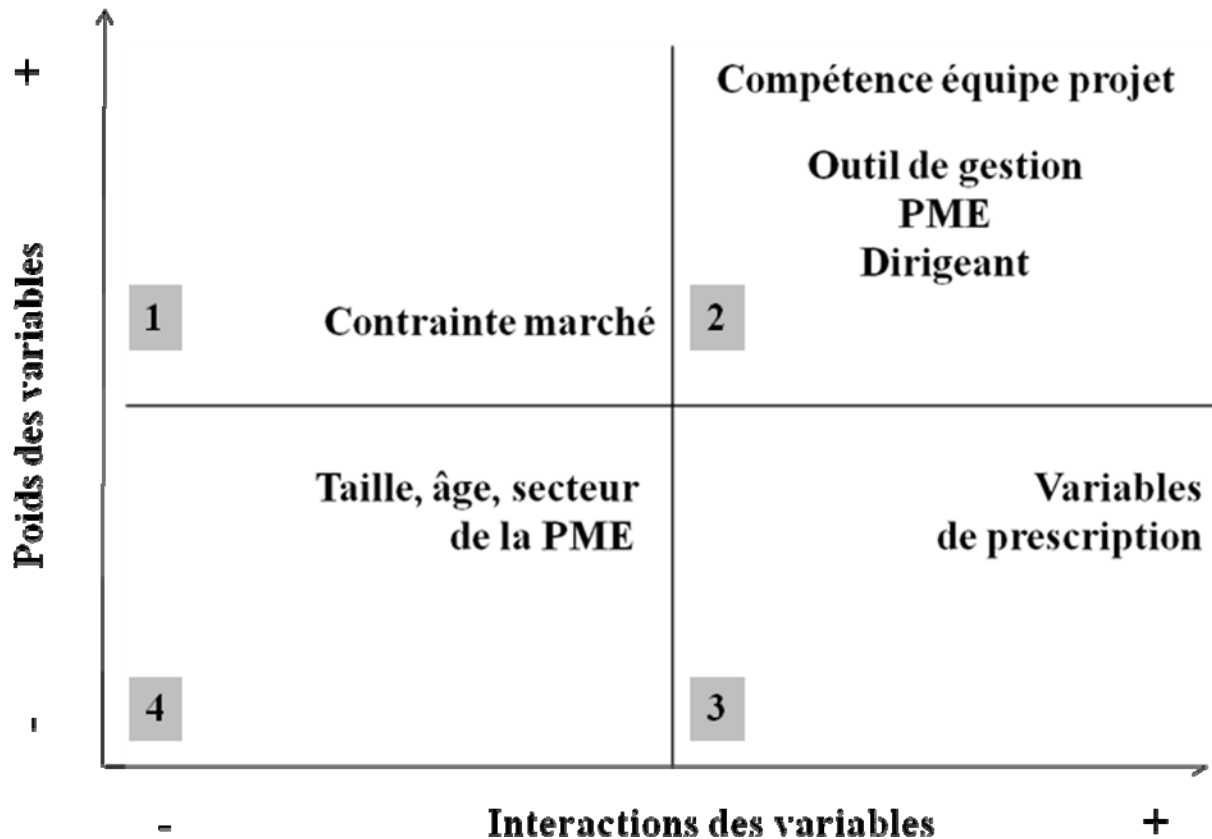 Poids des variables
+
-
Compétence équipe projet
Outil de gestion
PME
Dirigeant
1
Contrainte marché
2
Taille, âge, secteur
de la PME
Variables
de prescription
4
3
-
Interactions des variables
+